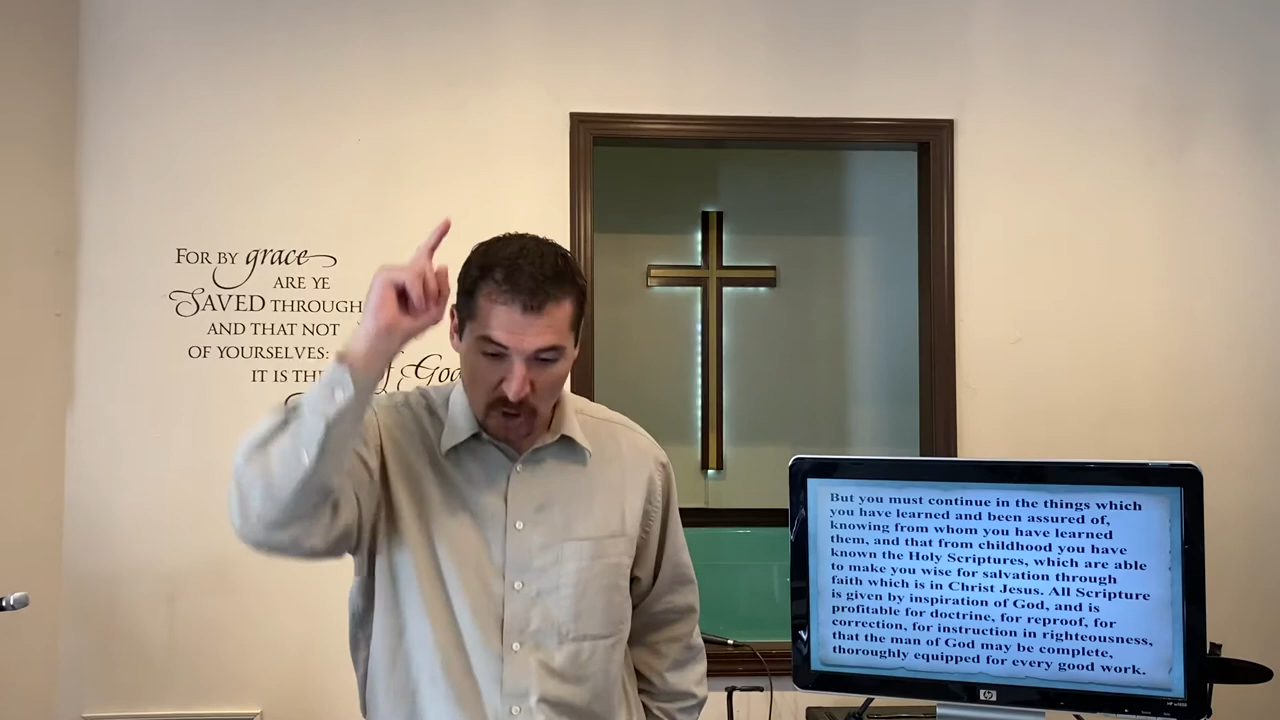 FOR BY grace
ARE YE
SAVED THROUGH
AND THAT NOT
OF YOURSELVES:
IT IS THE of God
But you must continue in the things which
you have learned and been assured of,
knowing from whom you have learned
them, and that from childhood you have
known the Holy Scriptures, which are able
to make you wise for salvation through
faith which is in Christ Jesus. All Scripture
is given by inspiration of God, and is
profitable for doctrine, for reproof, for
correction, for instruction in righteousness,
that the man of God may be complete,
thoroughly equipped for every good work.
hp